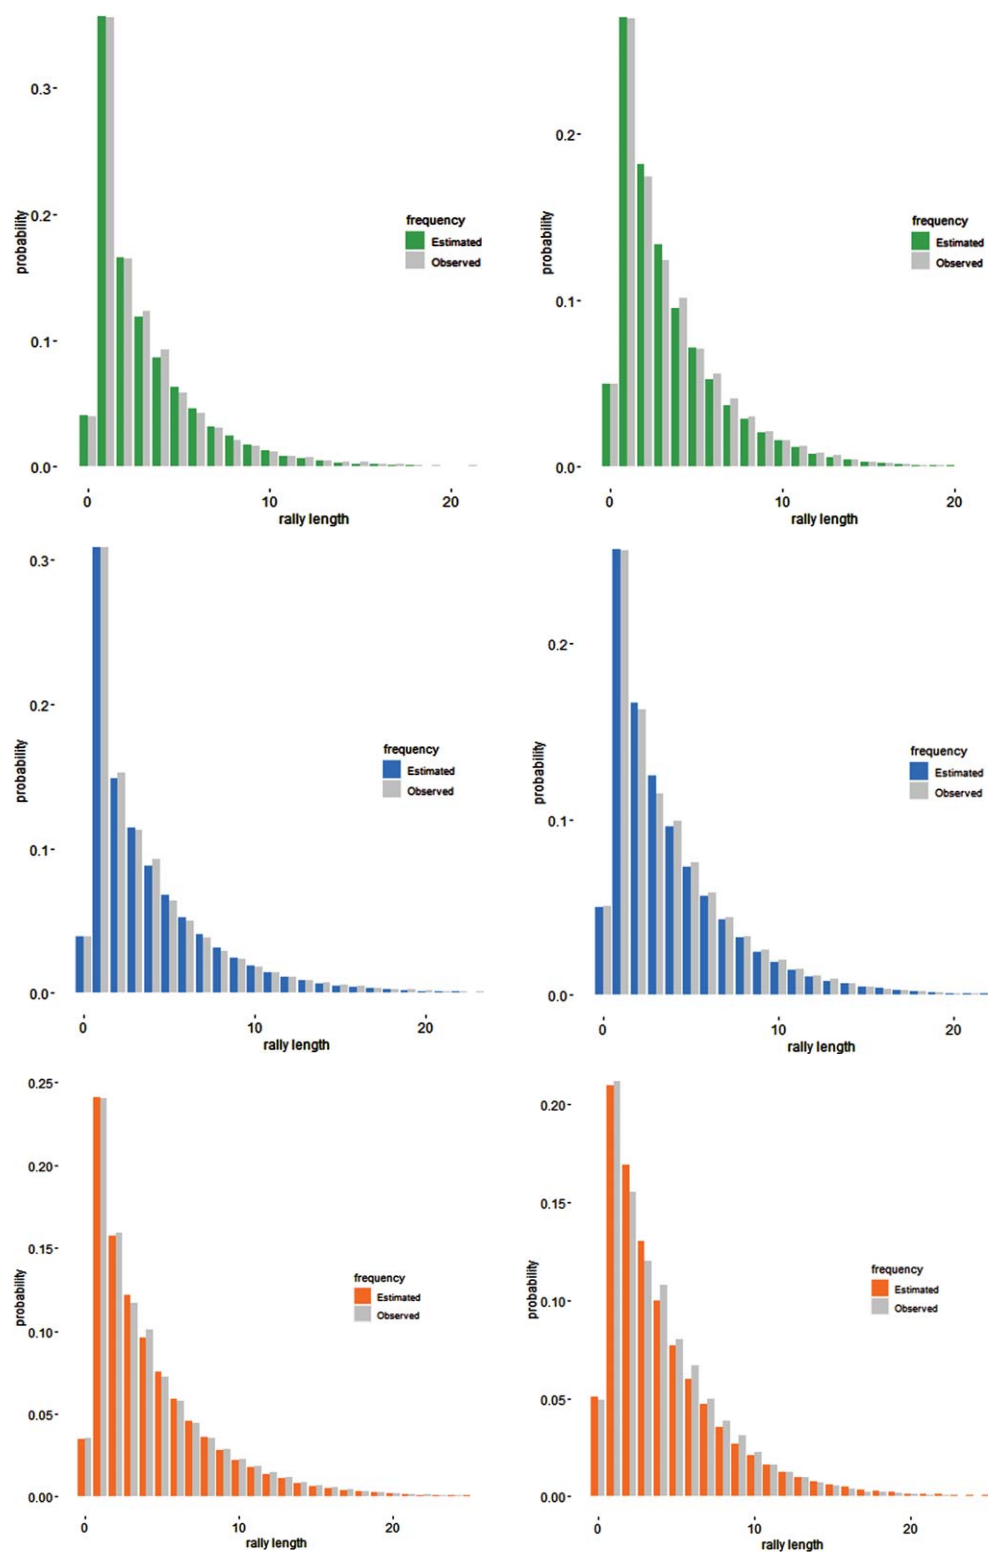 0.3
0.2
0.1
0.0
probability
0
10
20
rally length
frequency
Estimated
Observed
0.2
0.1
0.0
probability
0
10
20
rally length
frequency
Estimated
Observed
0.3
0.2
0.1
0.0
probability
0
10
20
rally length
frequency
Estimated
Observed
0.2
0.1
0.0
probability
0
10
20
rally length
frequency
Estimated
Observed
0.25
0.20
0.15
0.10
0.05
0.00
probability
0
10
20
rally length
frequency
Estimated
Observed
0.20
0.15
0.10
0.05
0.00
probability
0
10
20
rally length
frequency
Estimated
Observed